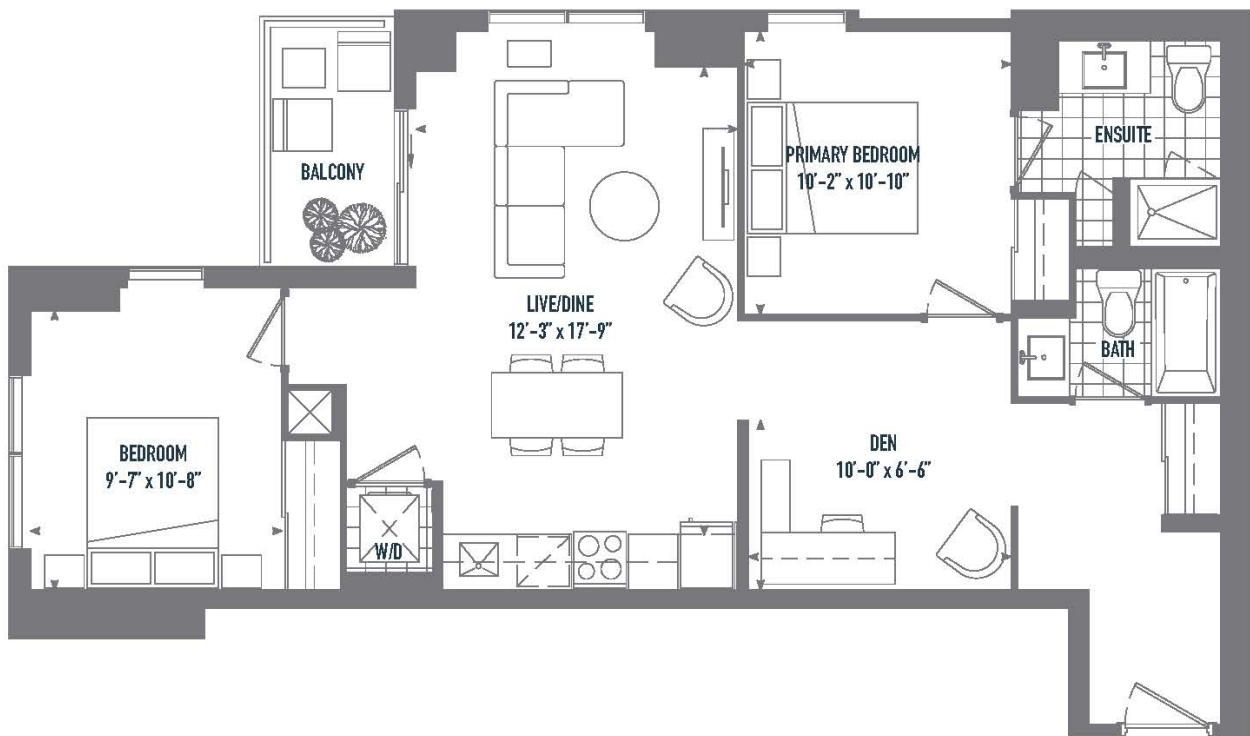 BALCONY
PRIMARY BEDROOM
10'-2" x 10'-10"
ENSUITE
LIVE/DINE
12'-3" x 17'-9"
BATH
BEDROOM
9'-7" x 10'-8"
DEN
10'-0" x 6'-6"
W/D